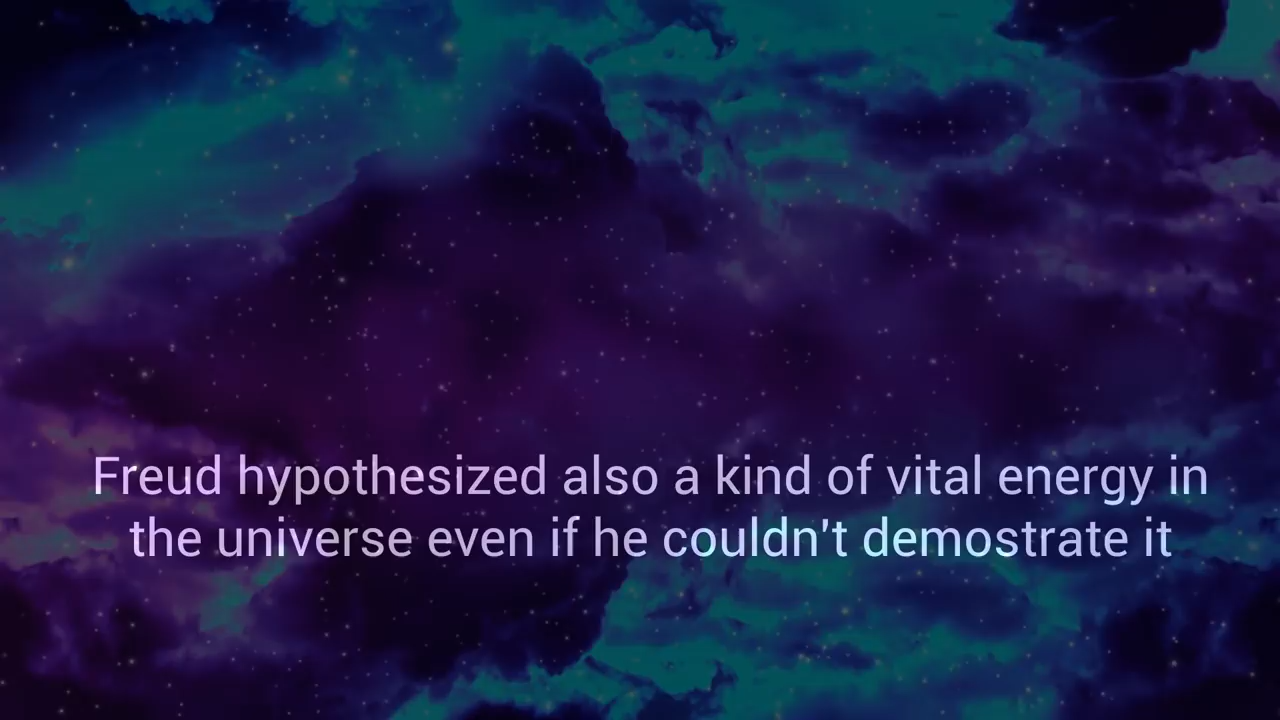 Freud hypothesized also a kind of vital energy in
the universe even if he couldn't demostrate it